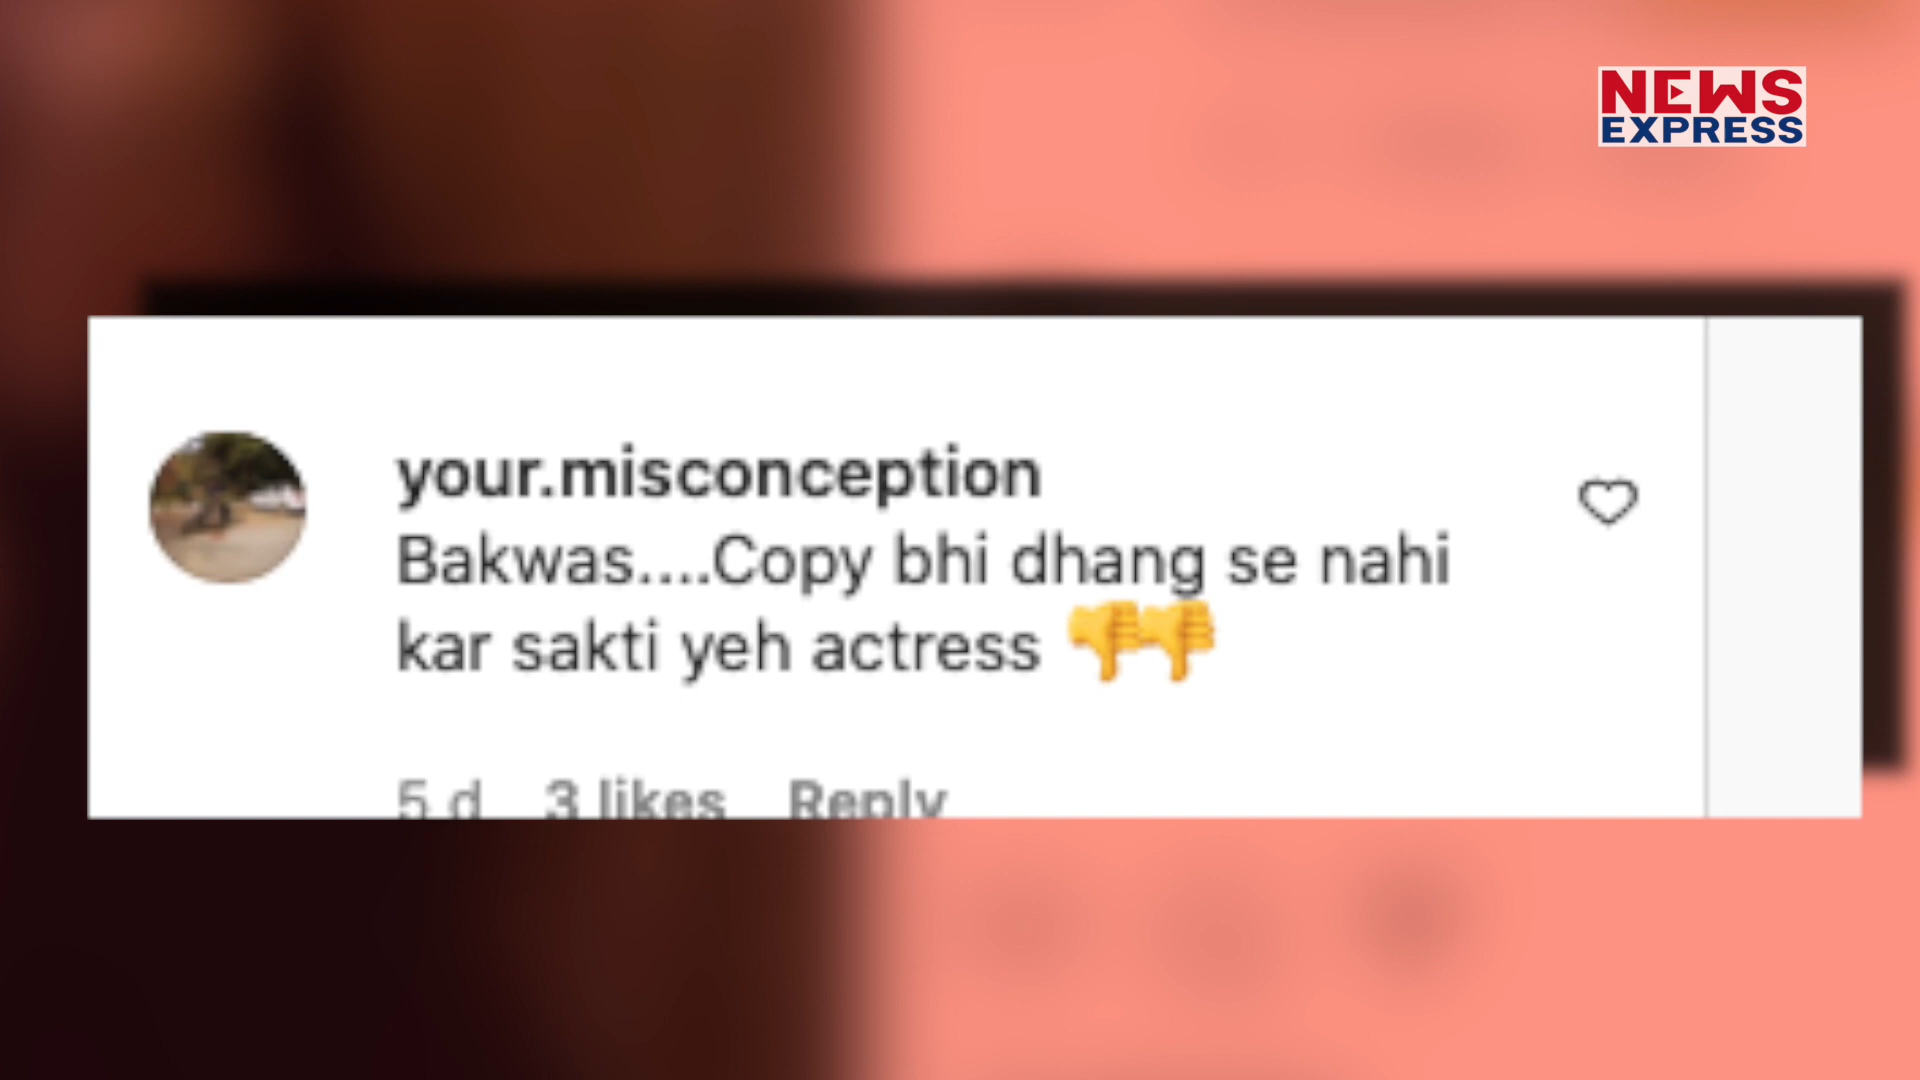 NEWS
EXPRESS
your.misconception
Bakwas....Copy bhi dhang se nahi
kar sakti yeh actress 👎👎
5 d 3 likes Reply